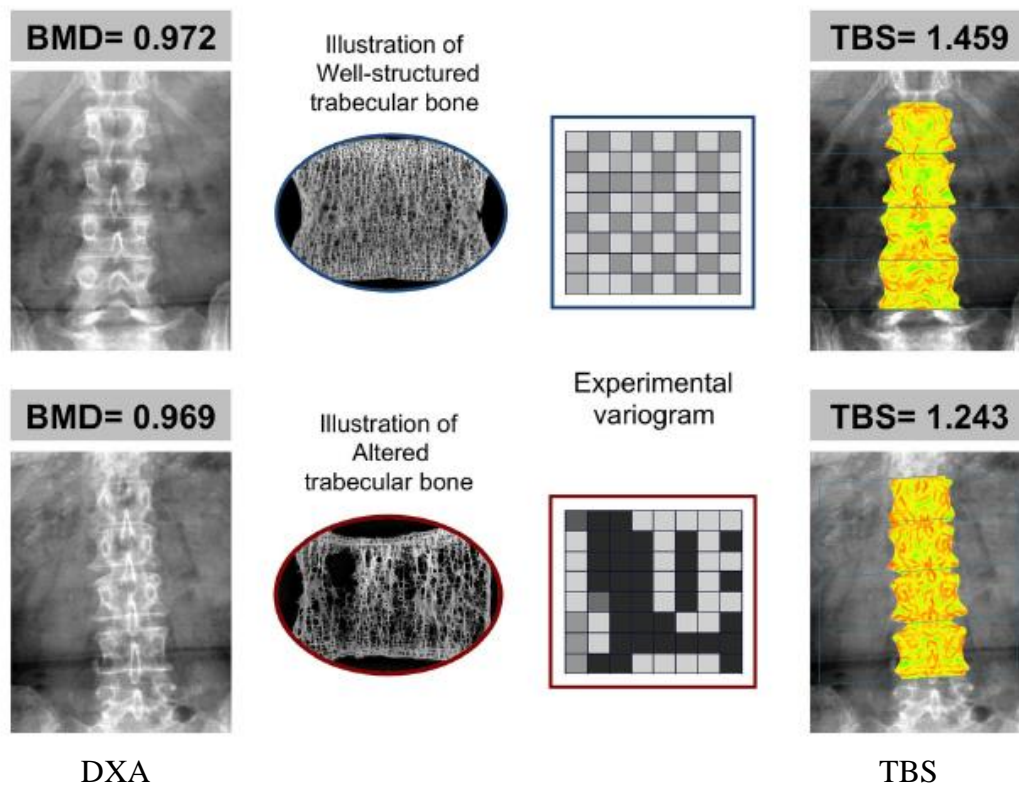 BMD= 0.972
Illustration of
Well-structured
trabecular bone
TBS= 1.459
BMD= 0.969
Illustration of
Altered
trabecular bone
Experimental
variogram
TBS= 1.243
DXA
TBS